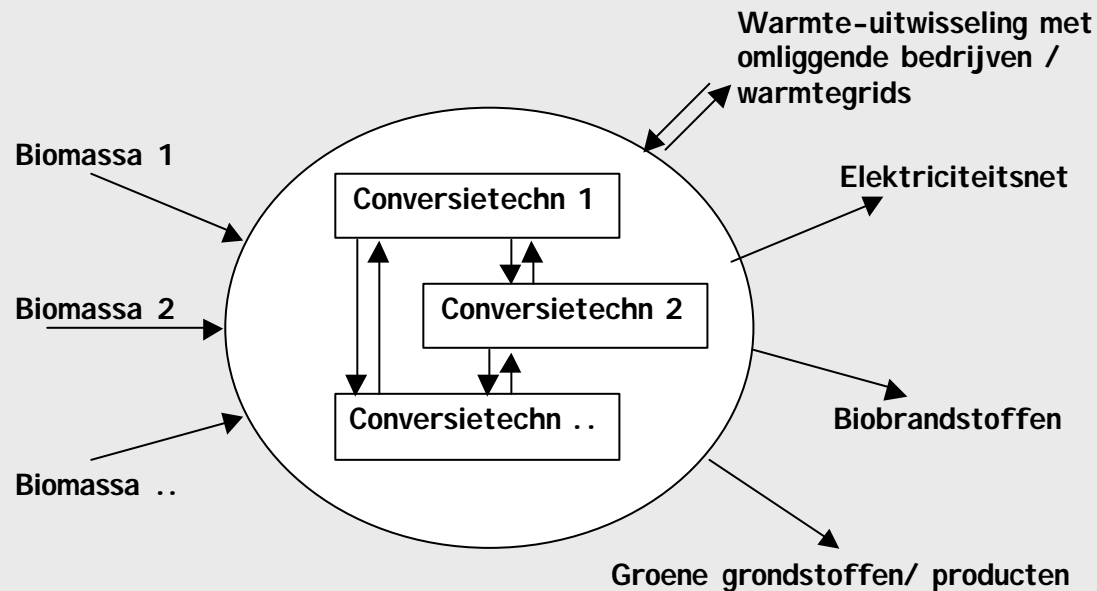 Warmte-uitwisseling met
omliggende bedrijven /
warmtegrids
Biomassa 1
Elektriciteitsnet
Conversietechn 1
Biomassa 2
Conversietechn 2
Conversietechn ..
Biobrandstoffen
Biomassa ..
Groene grondstoffen/ producten